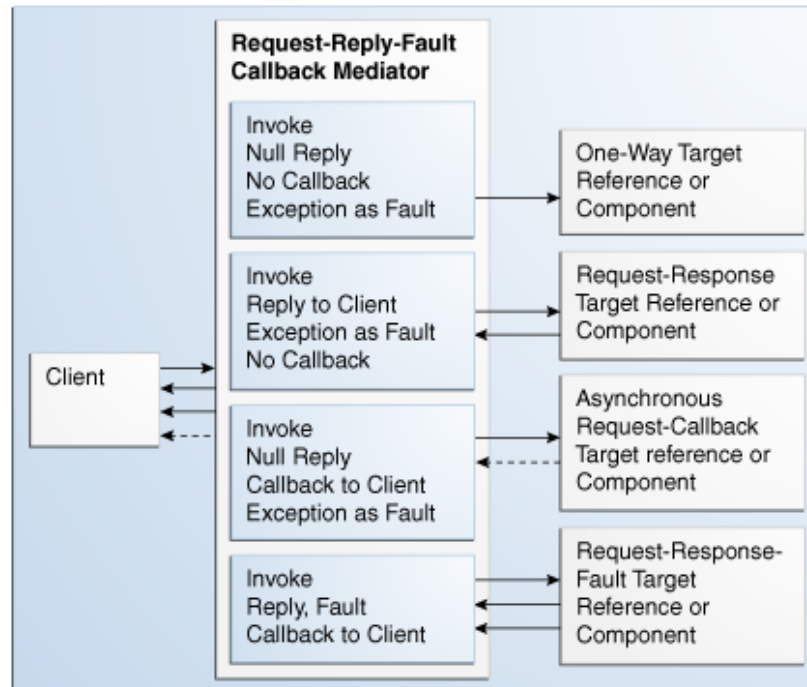 Request-Reply-Fault
Callback Mediator
Invoke
Null Reply
No Callback
Exception as Fault
One-Way Target
Reference or
Component
Invoke
Reply to Client
Exception as Fault
No Callback
Request-Response
Target Reference or
Component
Client
Invoke
Null Reply
Callback to Client
Exception as Fault
Asynchronous
Request-Callback
Target reference or
Component
Invoke
Reply, Fault
Callback to Client
Request-Response-
Fault Target
Reference or
Component